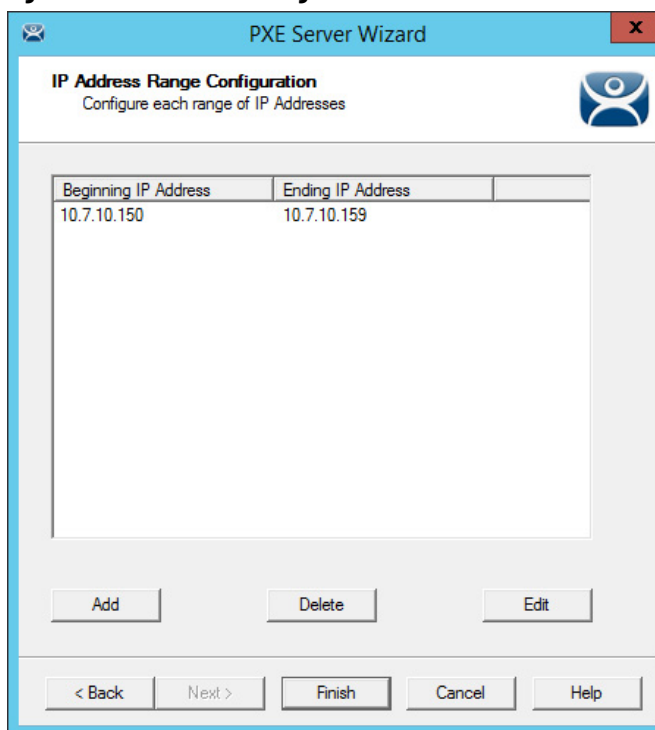 PXE Server Wizard
x
IP Address Range Configuration
Configure each range of IP Addresses
Beginning IP Address Ending IP Address
10.7.10.150 10.7.10.159
Add Delete Edit
< Back Next > Finish Cancel Help